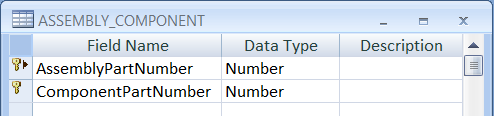 ASSEMBLY_COMPONENT
Field Name Data Type Description
AssemblyPartNumber Number
ComponentPartNumber Number